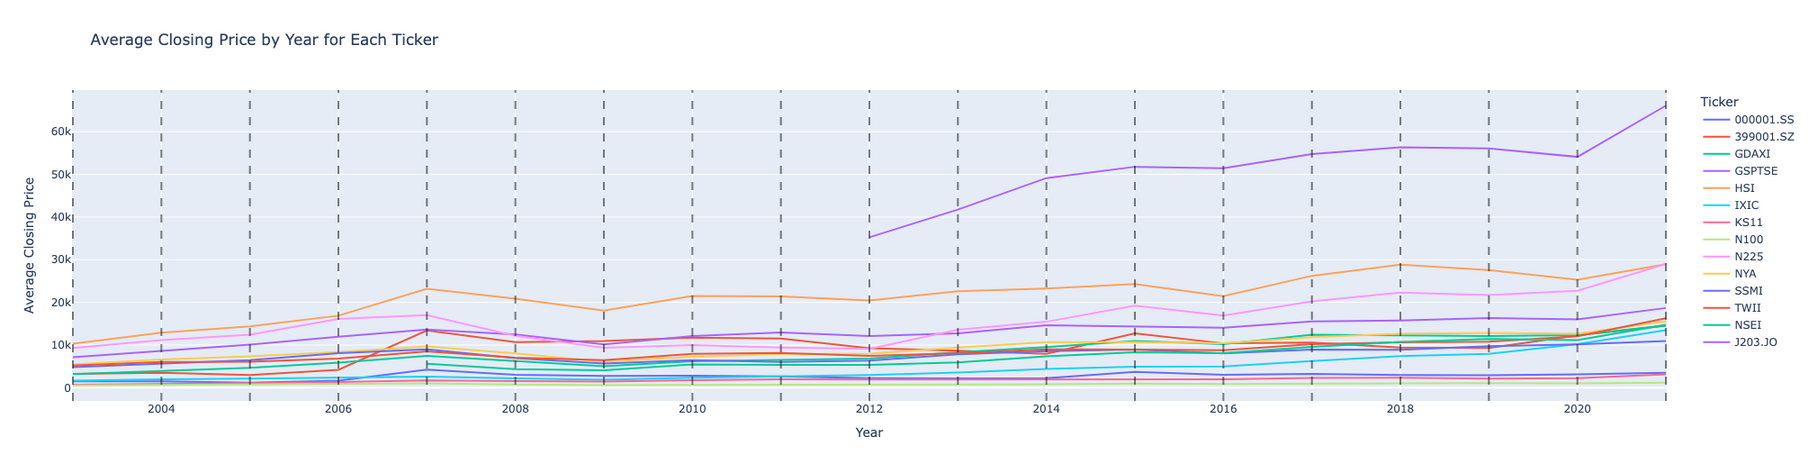 Average Closing Price by Year for Each Ticker
Ticker
000001.SS
399001.SZ
GDAXI
GSPTSE
HSI
IXIC
KS11
N100
N225
NYA
SSMI
TWII
NSEI
J203.JO
Average Closing Price
60k
50k
40k
30k
20k
10k
0
2004
2006
2008
2010
2012
2014
2016
2018
2020
Year